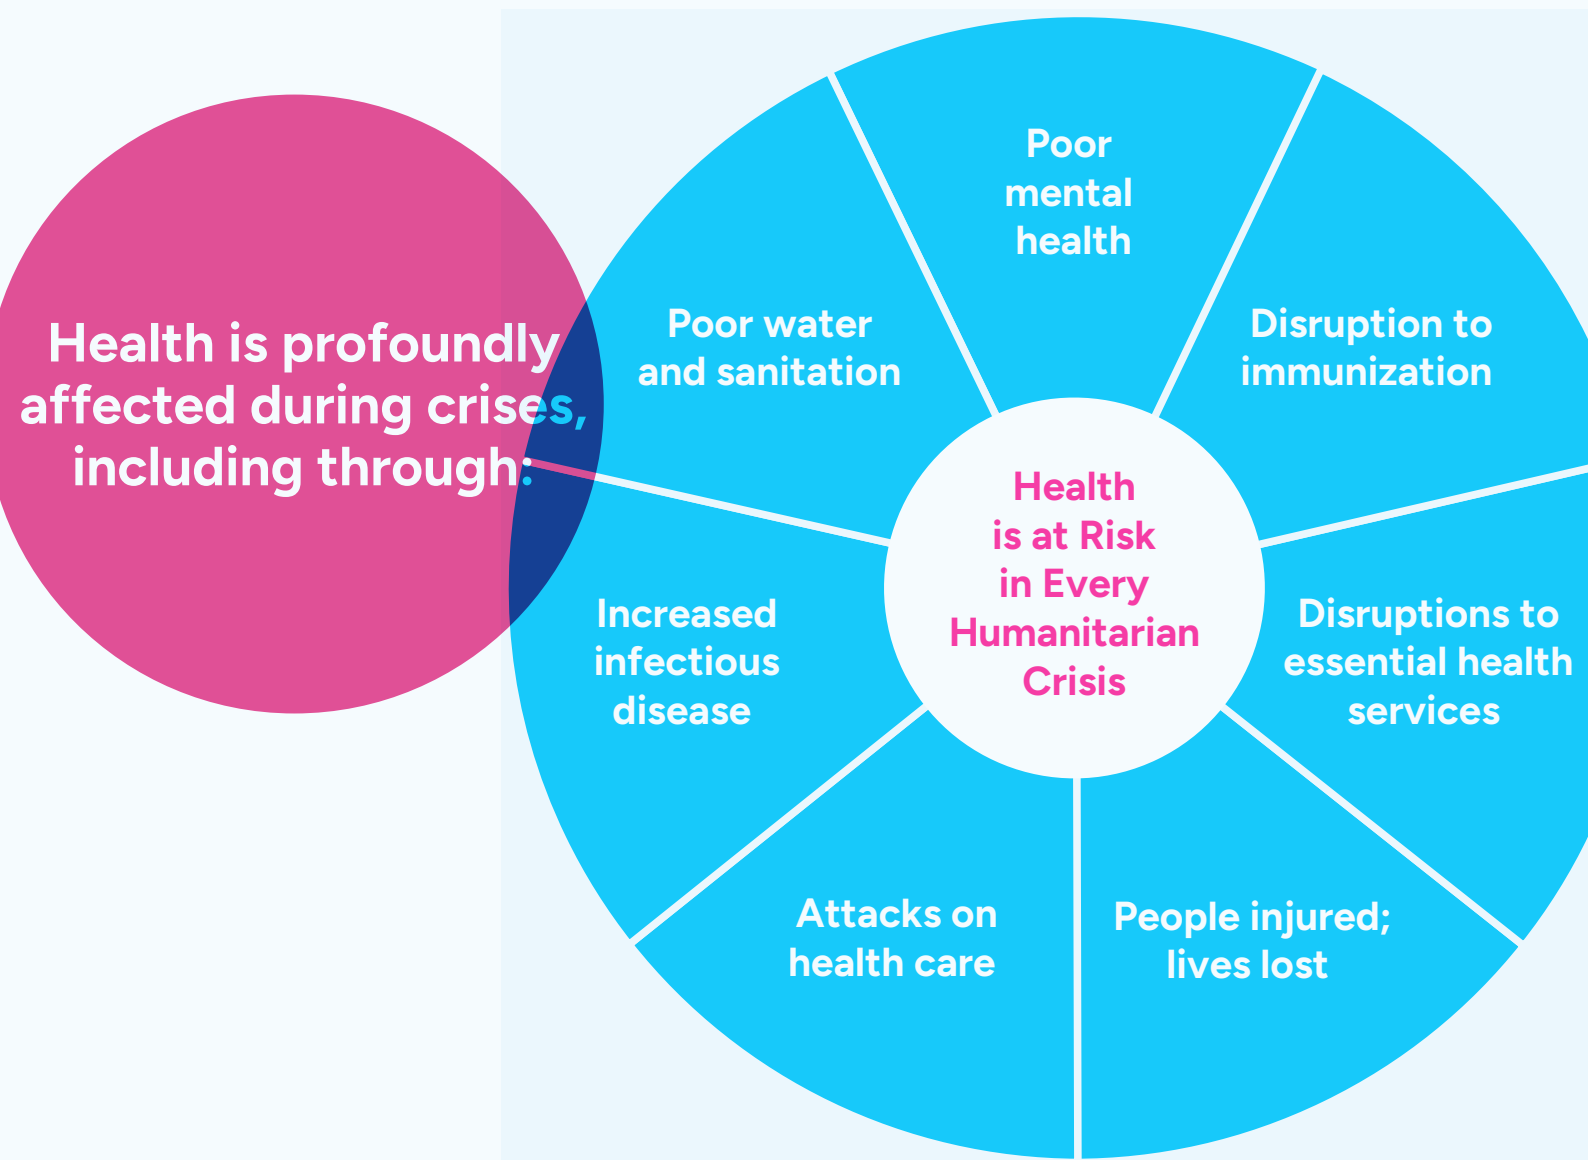 Health is profoundly
affected during crises,
including through:
Poor
mental
health
Disruption to
immunization
Disruptions to
essential health
services
People injured;
lives lost
Attacks on
health care
Increased
infectious
disease
Poor water
and sanitation
Health
is at Risk
in Every
Humanitarian
Crisis